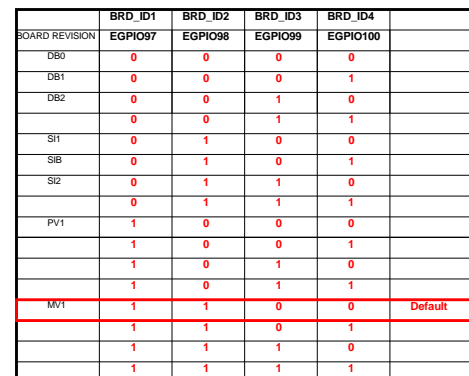 BRD_ID1 BRD_ID2 BRD_ID3 BRD_ID4
BOARD REVISION EGPIO97 EGPIO98 EGPIO99 EGPIO100
DB0 0 0 0 0
DB1 0 0 0 1
DB2 0 0 1 0
0 0 1 1
SI1 0 1 0 0
SIB 0 1 0 1
SI2 0 1 1 0
0 1 1 1
PV1 1 0 0 0
1 0 0 1
1 0 1 0
1 0 1 1
MV1 1 1 0 0 Default
1 1 0 1
1 1 1 0
1 1 1 1